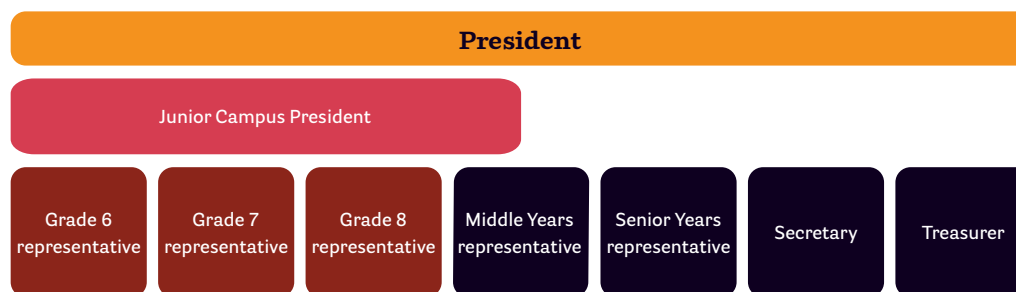 President
Junior Campus President
Grade 6
representative
Grade 7
representative
Grade 8
representative
Middle Years
representative
Senior Years
representative
Secretary
Treasurer